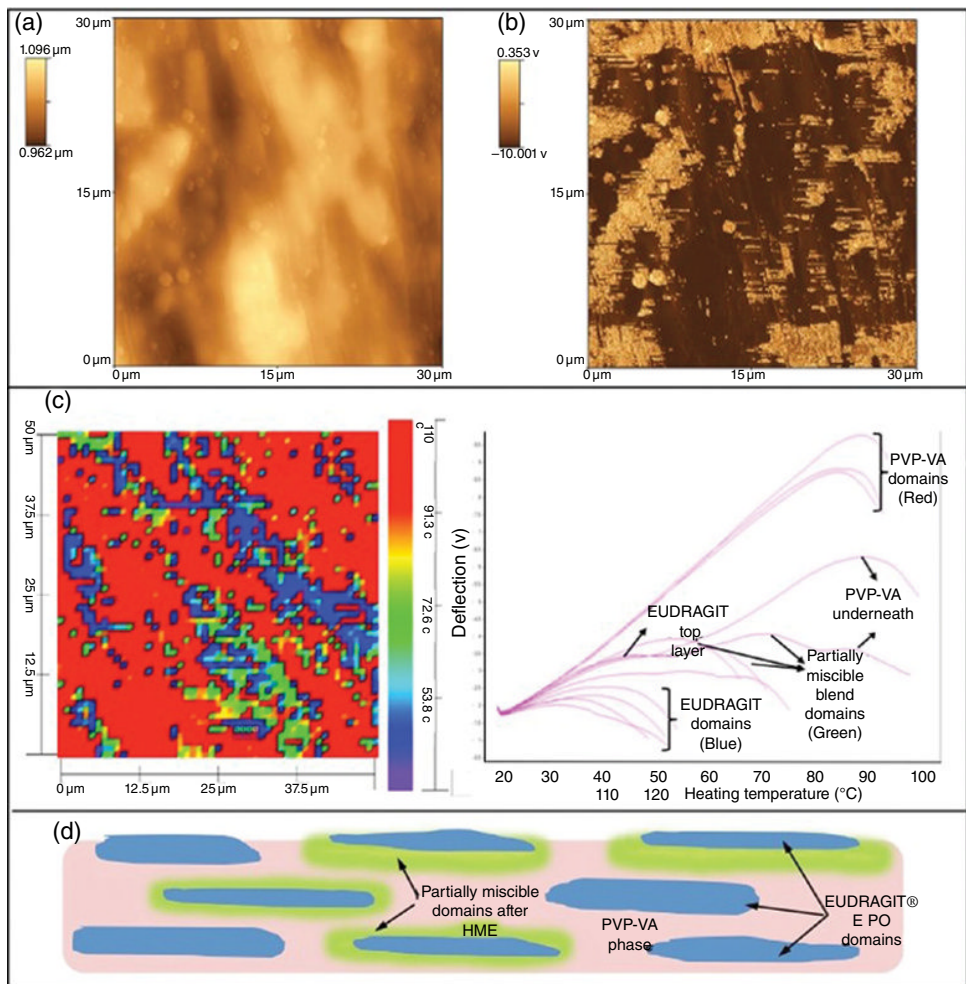 (a)
30 µm
1.096 µm
0.962 µm
15 µm
0 µm
0 µm
15 µm
30 µm
(b)
30 µm
0.353 v
−10.001 v
15 µm
0 µm
0 µm
15 µm
30 µm
(c)
50 µm
37.5 µm
25 µm
12.5 µm
0 µm
12.5 µm
25 µm
37.5 µm
110
c
91.3 c
72.6 c
53.8 c
Deflection (v)
PVP-VA
domains
(Red)
EUDRAGIT
top
layer
PVP-VA
underneath
Partially
miscible
blend
domains
(Green)
EUDRAGIT
domains
(Blue)
20
30
40
50
60
70
80
90
100
110
120
Heating temperature (°C)
(d)
Partially miscible
domains after
HME
PVP-VA
phase
EUDRAGIT®
E PO
domains